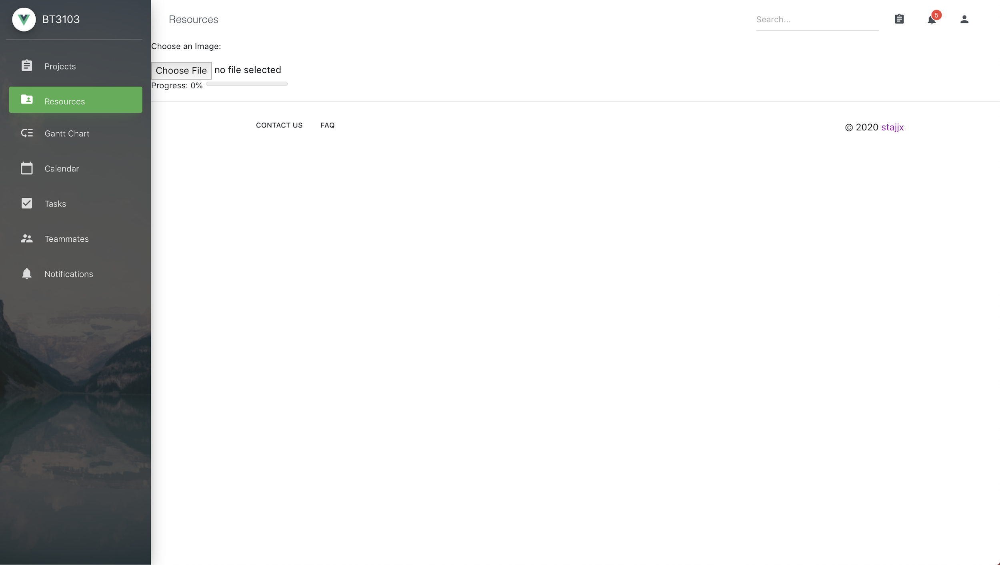 BT3103
Projects
Resources
Gantt Chart
Calendar
Tasks
Teammates
Notifications
Resources
Search...
5
Choose an Image:
Choose File no file selected
Progress: 0%
CONTACT US FAQ
© 2020 stajjx